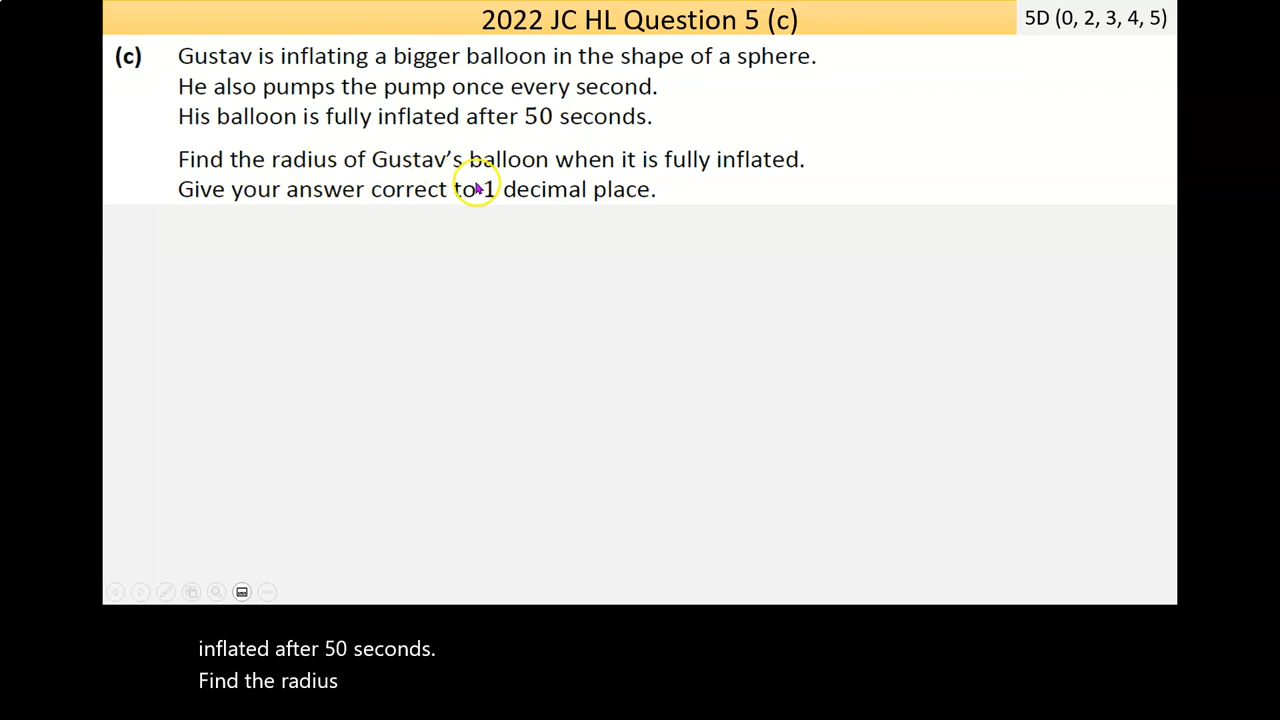 2022 JC HL Question 5 (c)
5D (0, 2, 3, 4, 5)
(c) Gustav is inflating a bigger balloon in the shape of a sphere.
He also pumps the pump once every second.
His balloon is fully inflated after 50 seconds.
Find the radius of Gustav’s balloon when it is fully inflated.
Give your answer correct to 1 decimal place.
inflated after 50 seconds.
Find the radius